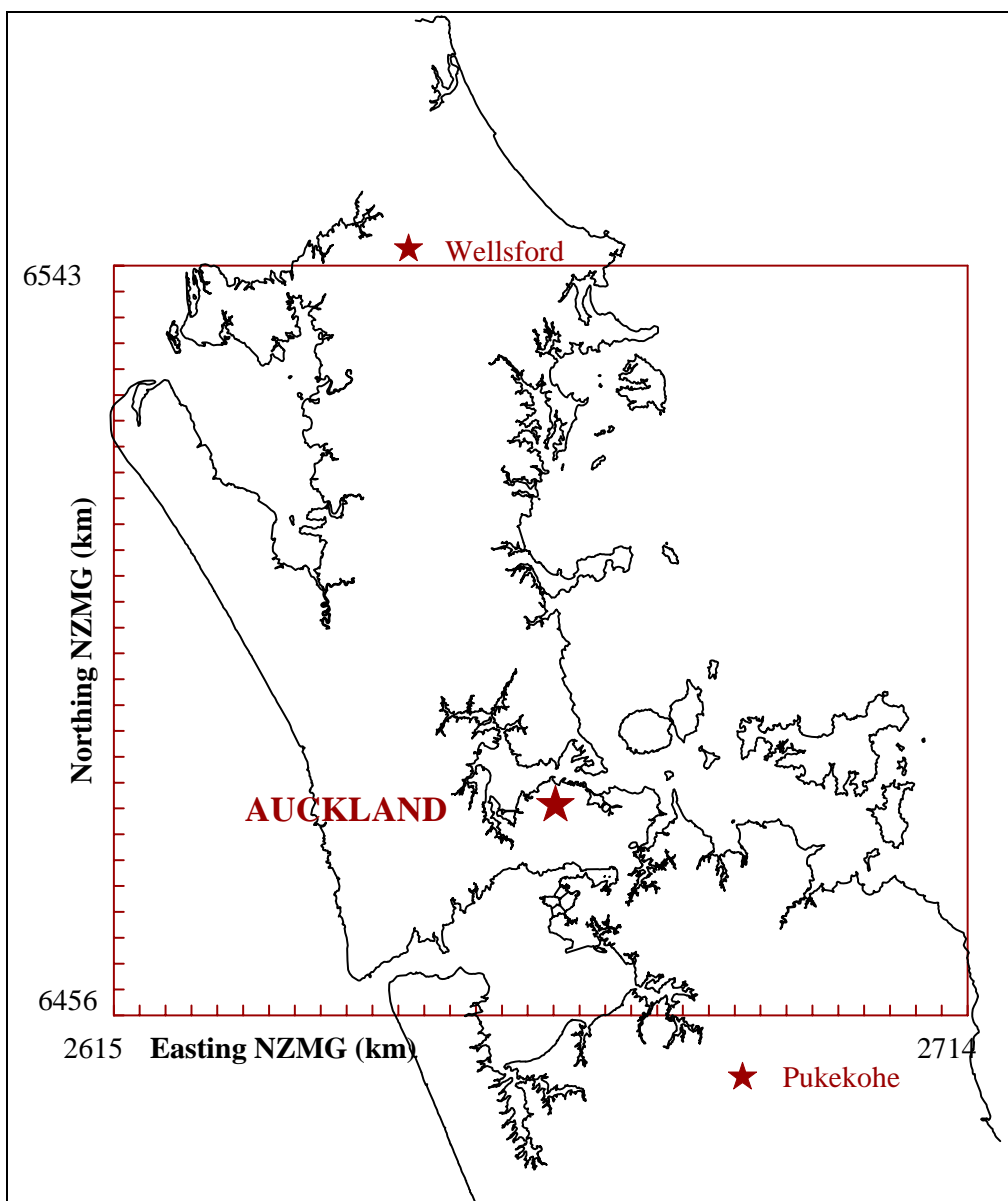 Wellsford
6543
Northing NZMG (km)
AUCKLAND
6456
2615 Easting NZMG (km) 2714
Pukekohe